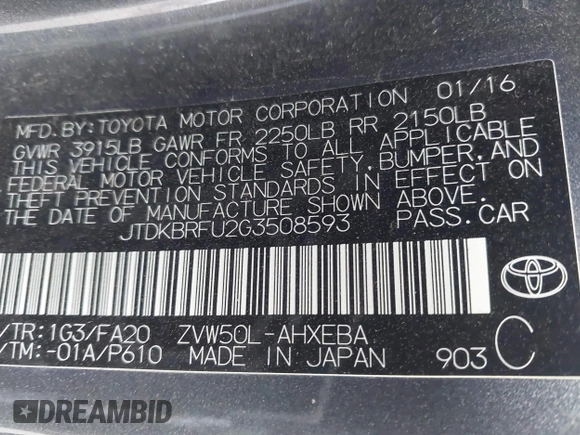 MFD.BY:TOYOTA MOTOR CORPORATION 01/16
GVWR 3915LB GAWR FR 2250LB RR 2150LB
THIS VEHICLE CONFORMS TO ALL APPLICABLE
FEDERAL MOTOR VEHICLE SAFETY,BUMPER,AND
THEFT PREVENTION STANDARDS IN EFFECT ON
THE DATE OF MANUFACTURE SHOWN ABOVE.
JTDKBRFU2G3508593 PASS.CAR
/TR:1G3/FA20 ZVW50L-AHXEBA
/TM:-01A/P610 MADE IN JAPAN 903 C
DREAMBID